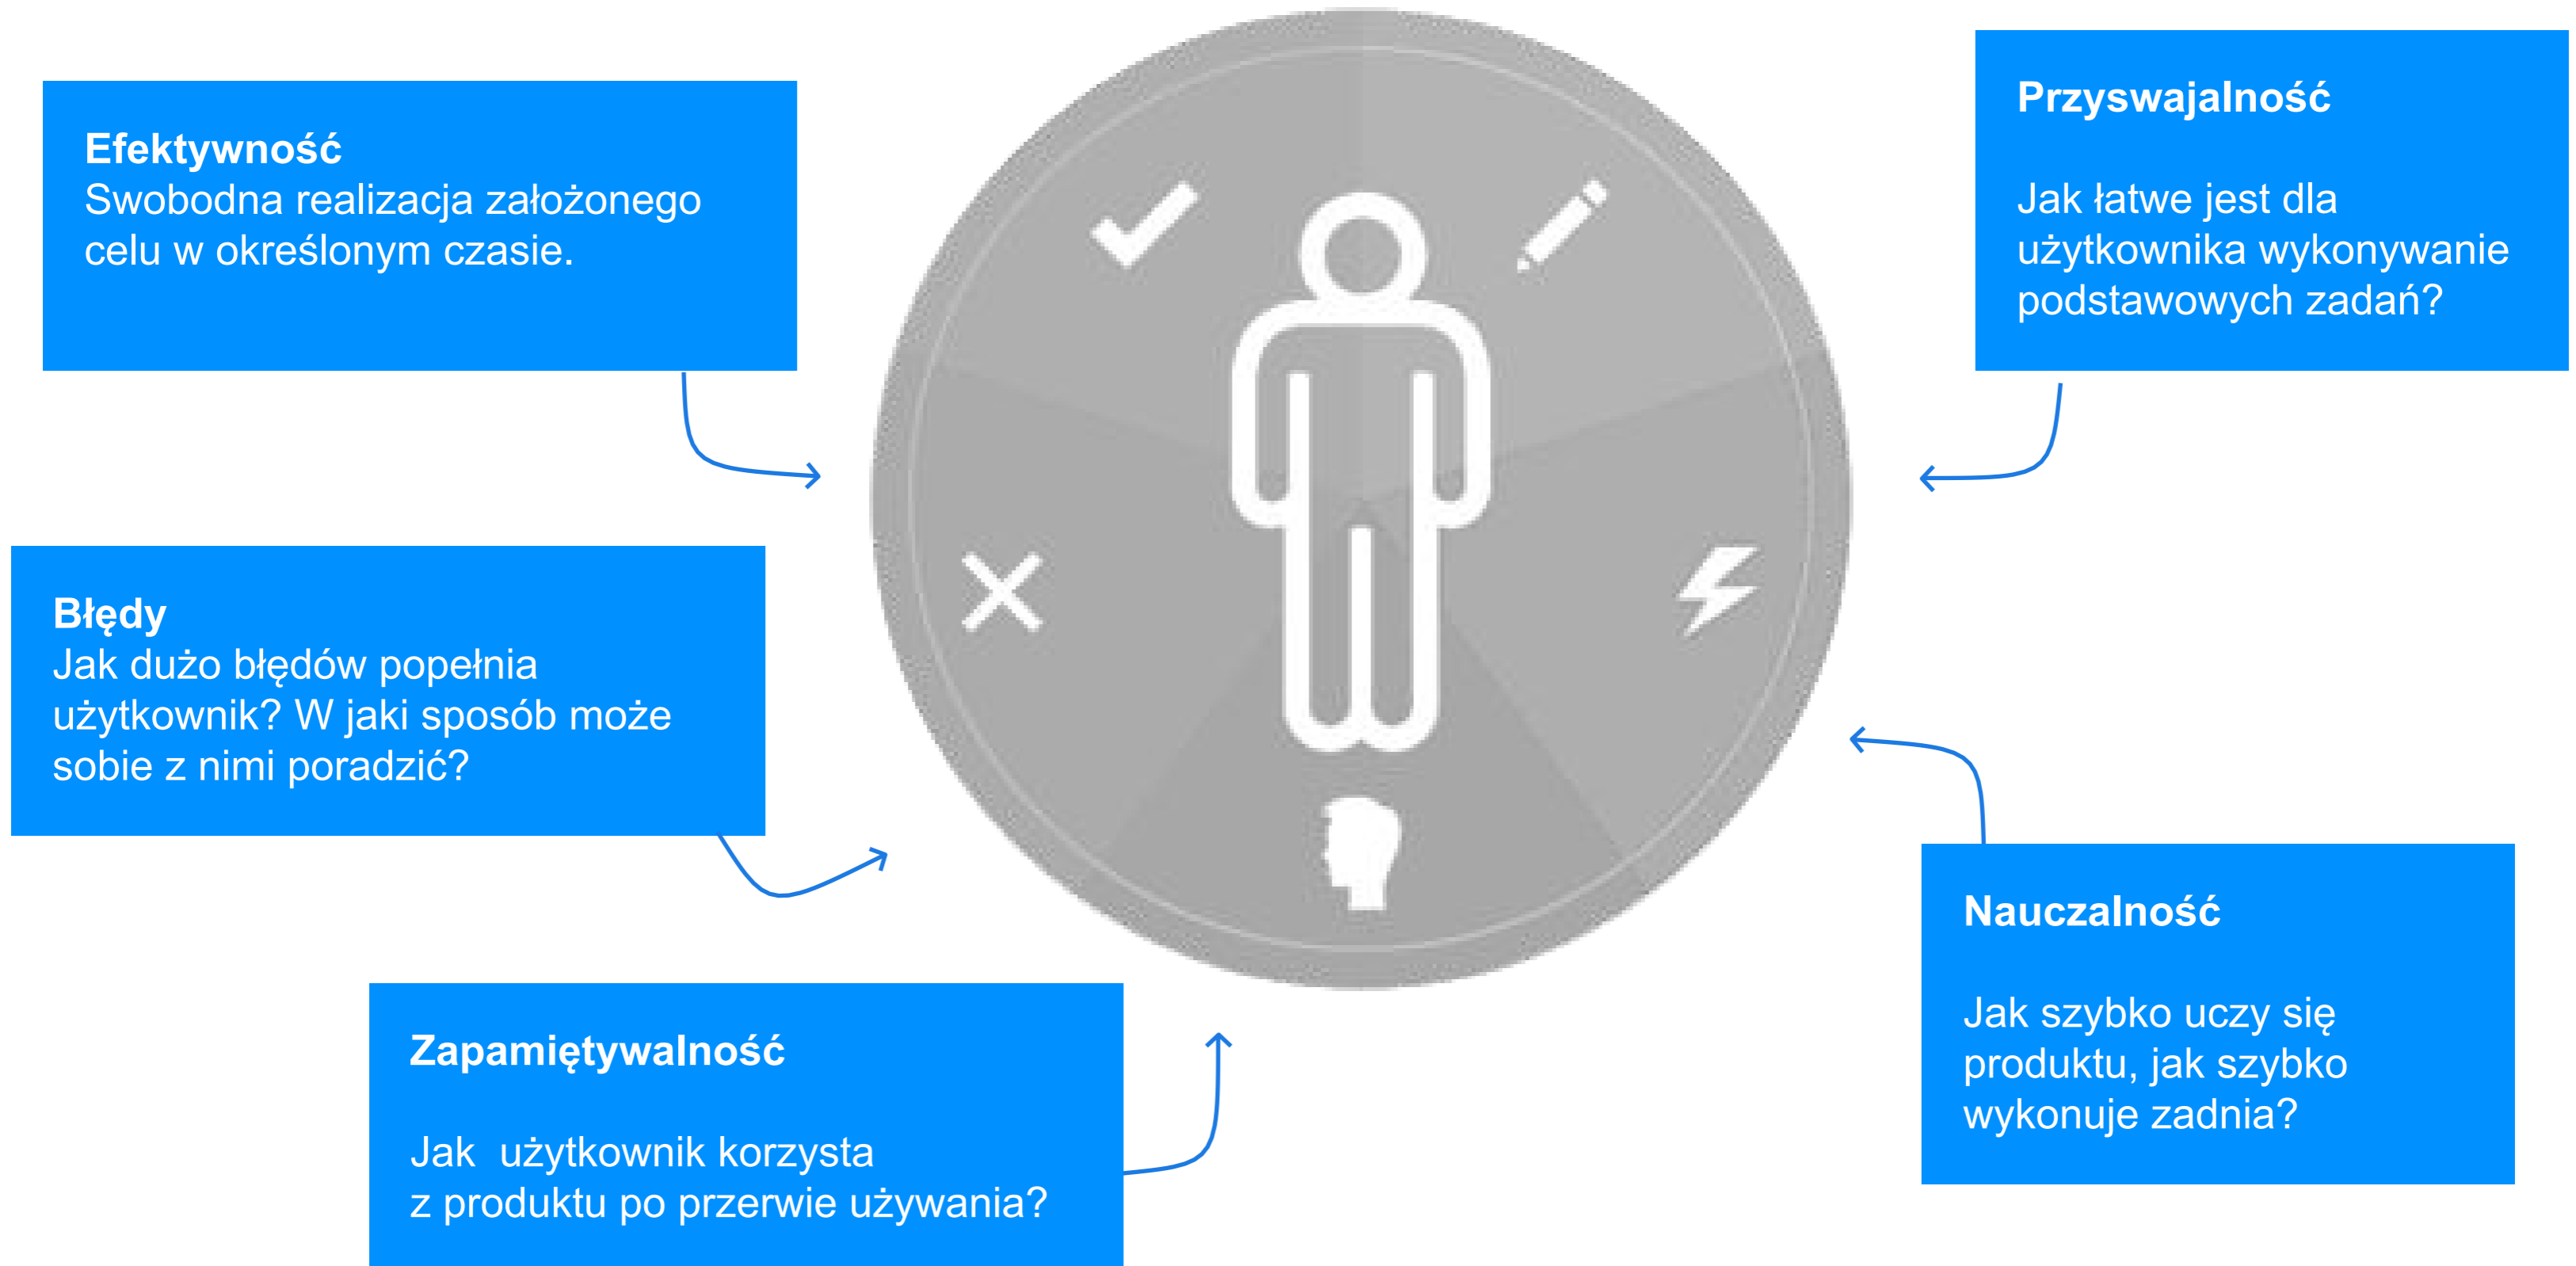 Efektywność
Swobodna realizacja założonego
celu w określonym czasie.
Przyswajalność
Jak łatwe jest dla
użytkownika wykonywanie
podstawowych zadań?
Błędy
Jak dużo błędów popełnia
użytkownik? W jaki sposób może
sobie z nimi poradzić?
Nauczalność
Jak szybko uczy się
produktu, jak szybko
wykonuje zadnia?
Zapamiętywalność
Jak  użytkownik korzysta
z produktu po przerwie używania?